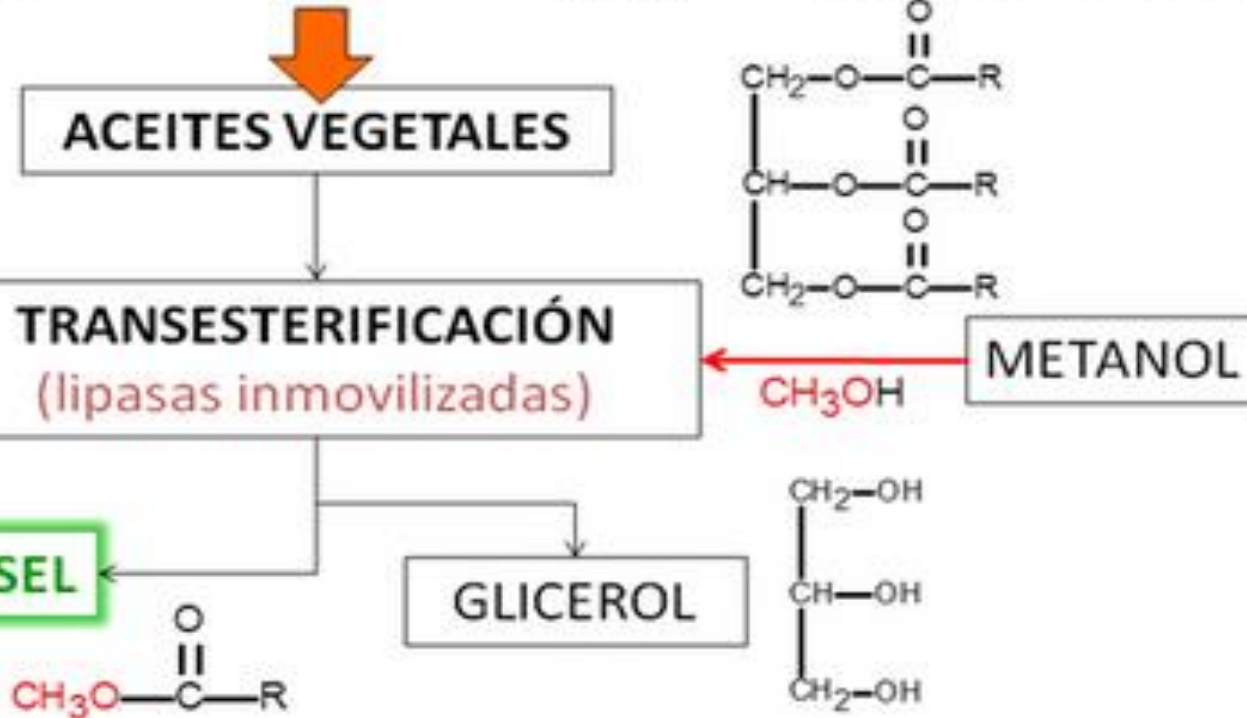 ACEITES VEGETALES
O
CH2-O-C-R
O
CH-O-C-R
O
CH2-O-C-R
TRANSESTERIFICACIÓN
(lipasas inmovilizadas)
METANOL
CH3OH
SEL
O
CH3O-C-R
GLICEROL
CH2-OH
CH-OH
CH2-OH